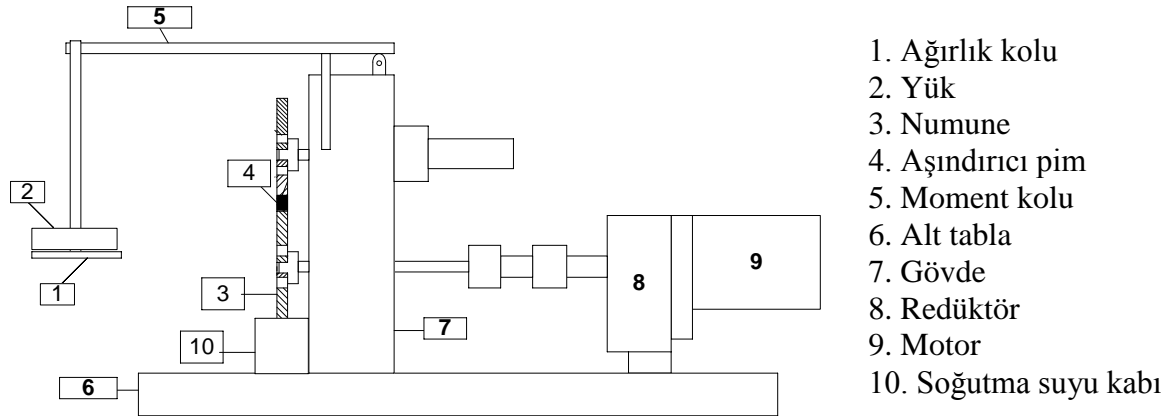 5
4
2
1
3
10
6
7
8
9
1. Ağırlık kolu
2. Yük
3. Numune
4. Aşındırıcı pim
5. Moment kolu
6. Alt tabla
7. Gövde
8. Redüktör
9. Motor
10. Soğutma suyu kabı